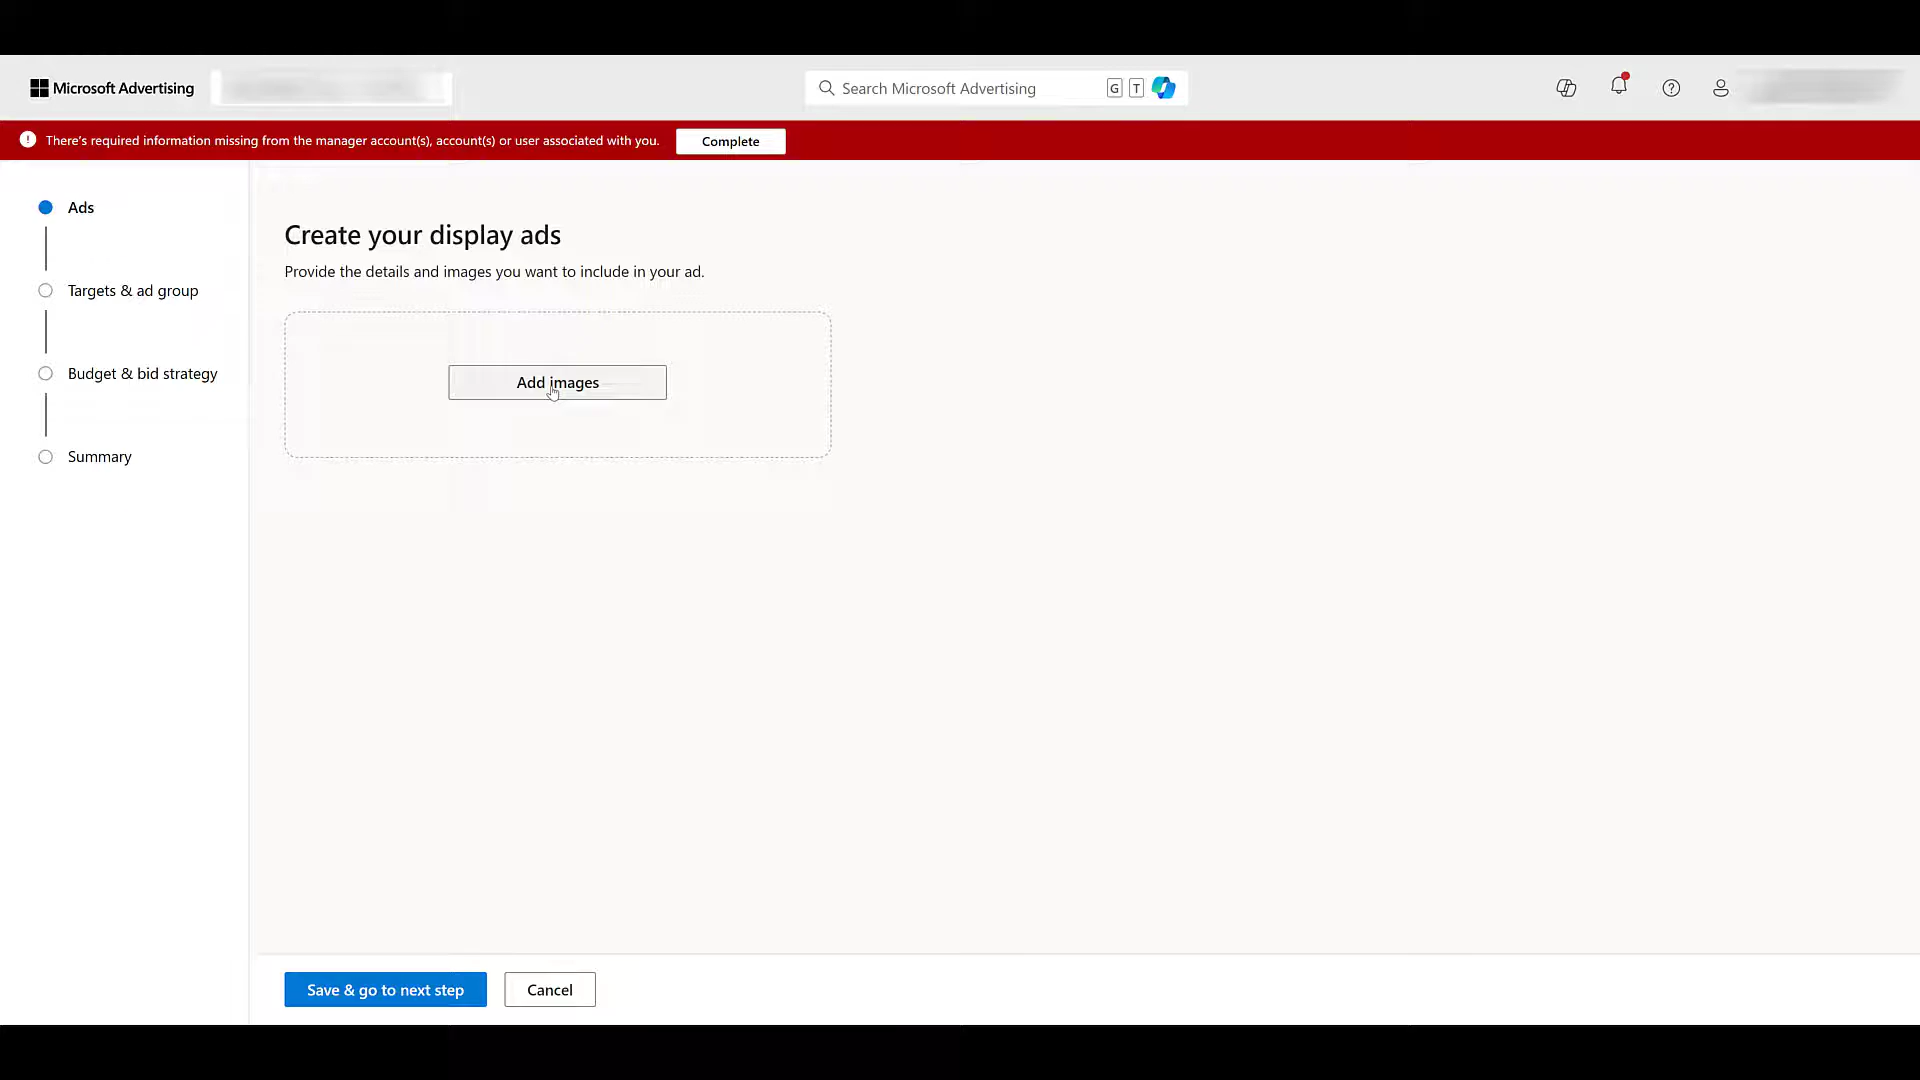 Microsoft Advertising
Search Microsoft Advertising
G T
There's required information missing from the manager account(s), account(s) or user associated with you.
Complete
Ads
Targets & ad group
Budget & bid strategy
Summary
Create your display ads
Provide the details and images you want to include in your ad.
Add images
Save & go to next step
Cancel